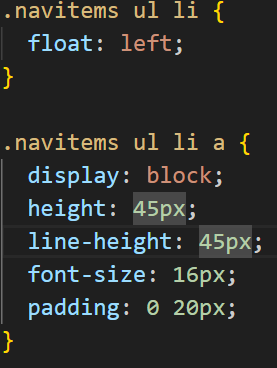 .navitems ul li {
  float: left;
}

.navitems ul li a {
  display: block;
  height: 45px;
  line-height: 45px;
  font-size: 16px;
  padding: 0 20px;
}